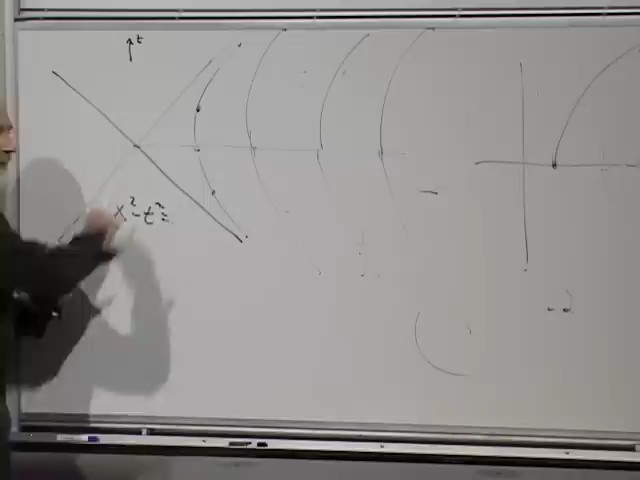 t
x² - t² =